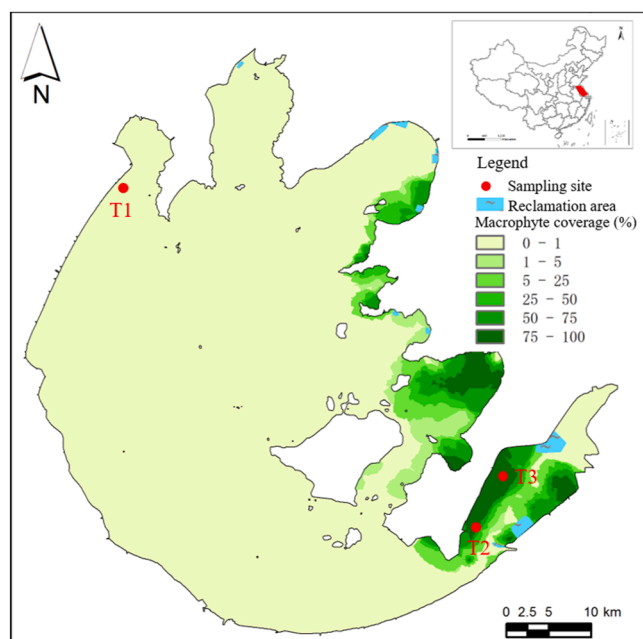 N
T1
N
Legend
Sampling site
Reclamation area
Macrophyte coverage (%)
0 - 1
1 - 5
5 - 25
25 - 50
50 - 75
75 - 100
T3
T2
0 2.5 5 10 km